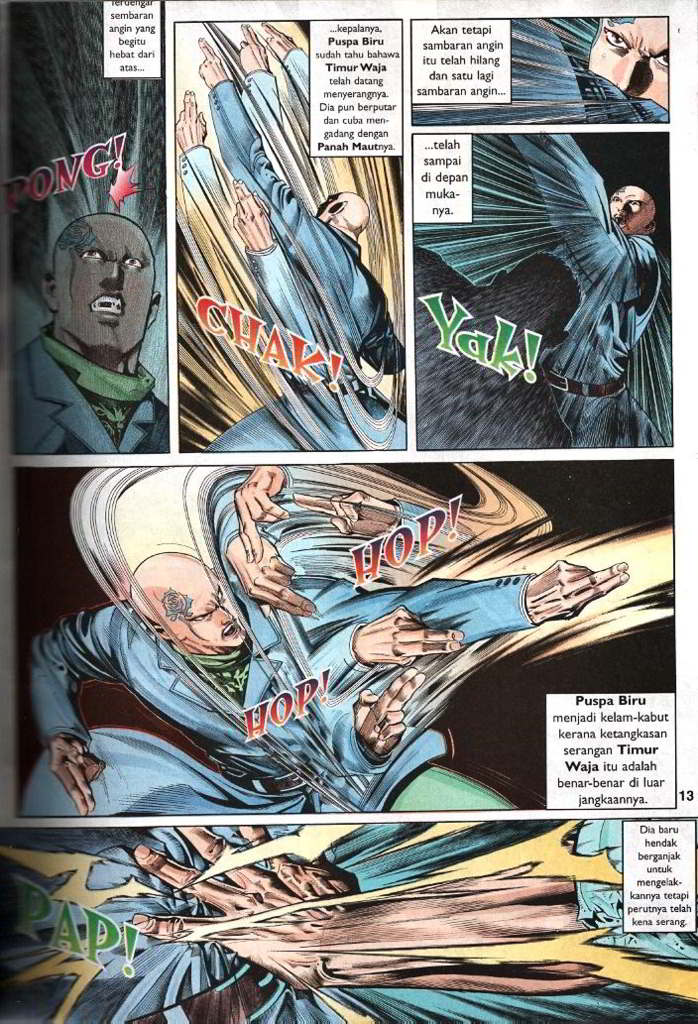 Terdengar
sembaran
angin yang
begitu
hebat dari
atas...
PONG!
...kepalanya,
Puspa Biru
sudah tahu bahawa
Timur Waja
telah datang
menyerangnya.
Dia pun berputar
dan cuba men-
gadang dengan
Panah Mautnya.
CHAK!
Akan tetapi
sambaran angin
itu telah hilang
dan satu lagi
sambaran angin...
...telah
sampai
di depan
muka-
nya.
Yak!
HOP!
HOP!
Puspa Biru
menjadi kelam-kabut
kerana ketangkasan
serangan Timur
Waja itu adalah
benar-benar di luar
jangkaannya.
13
Dia baru
hendak
berganjak
untuk
mengelak-
kannya tetapi
perutnya telah
kena serang.
PAP!